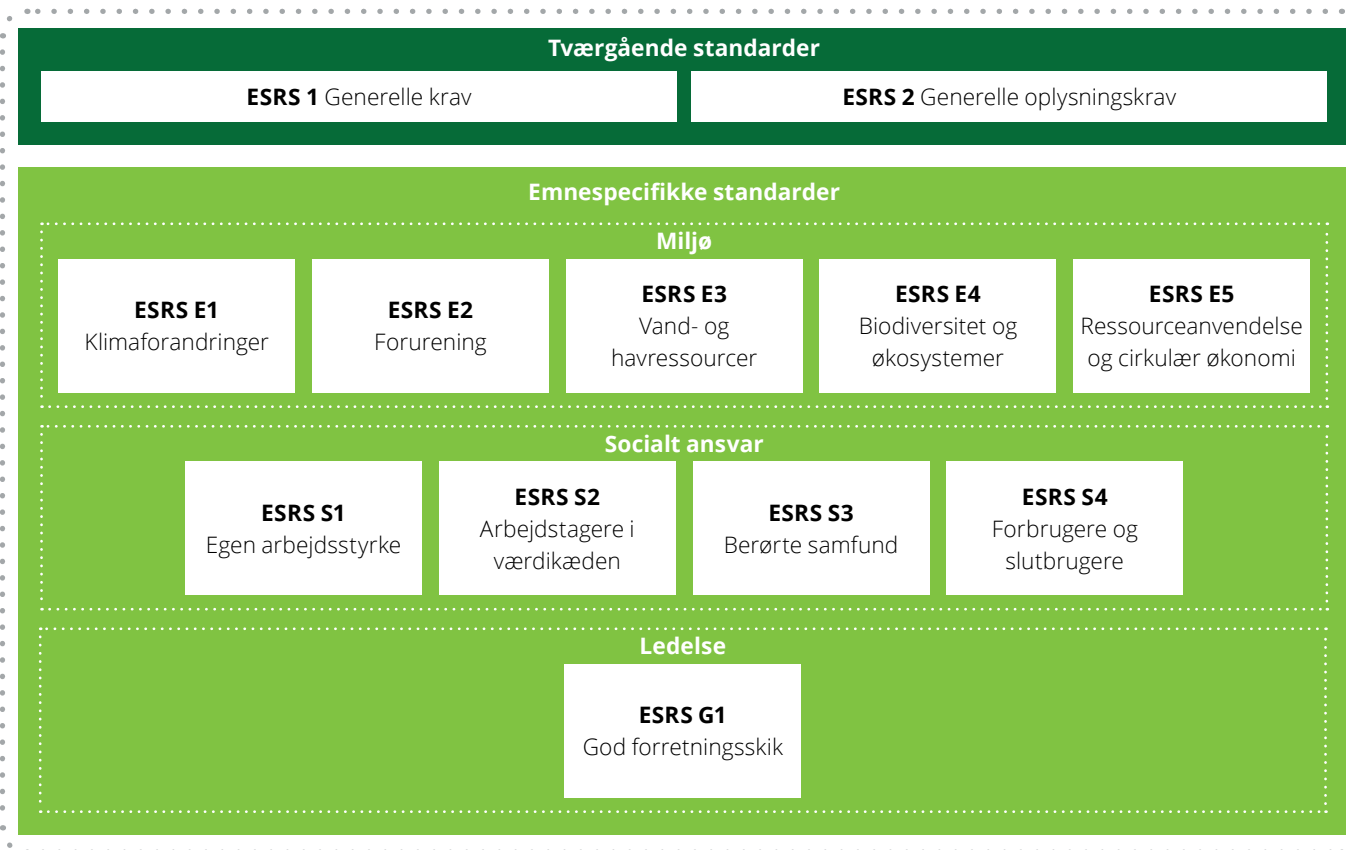 Tværgående standarder
ESRS 1 Generelle krav
ESRS 2 Generelle oplysningskrav
Emnespecifikke standarder
Miljø
ESRS E1
Klimaforandringer
ESRS E2
Forurening
ESRS E3
Vand- og
havressourcer
ESRS E4
Biodiversitet og
økosystemer
ESRS E5
Ressourceanvendelse
og cirkulær økonomi
Socialt ansvar
ESRS S1
Egen arbejdsstyrke
ESRS S2
Arbejdstagere i
værdikæden
ESRS S3
Berørte samfund
ESRS S4
Forbrugere og
slutbrugere
Ledelse
ESRS G1
God forretningsskik